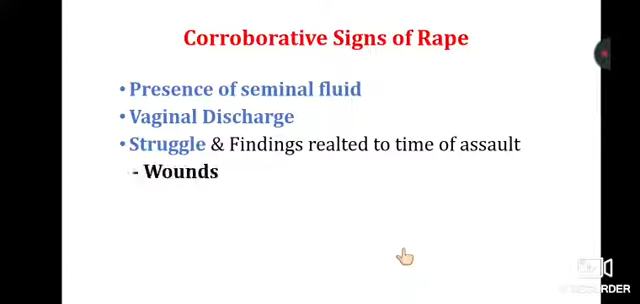 Corroborative Signs of Rape
• Presence of seminal fluid
• Vaginal Discharge
• Struggle & Findings realted to time of assault
- Wounds